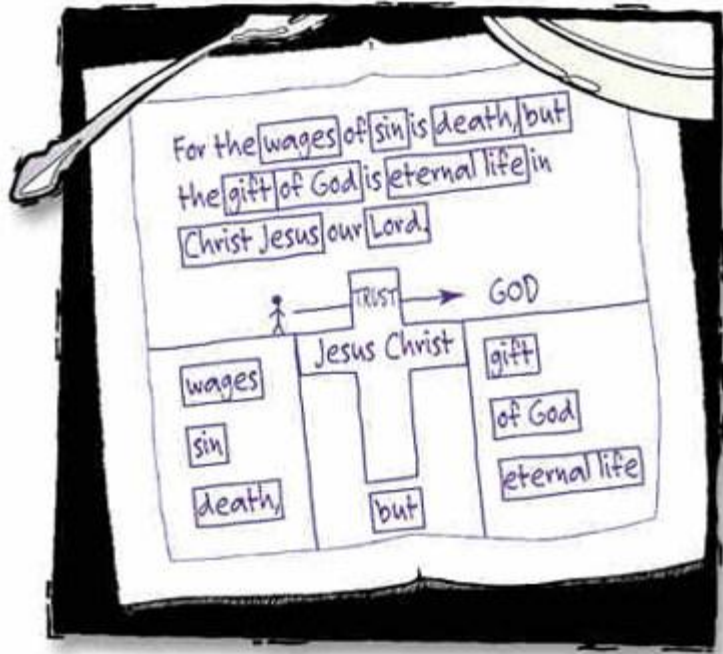 For the wages of sin is death, but
the gift of God is eternal life in
Christ Jesus our Lord.
TRUST
GOD
Jesus Christ
wages
sin
death,
but
gift
of God
eternal life